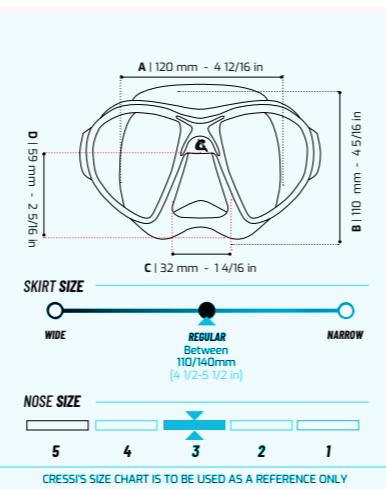 A | 120 mm - 4 12/16 in
D | 59 mm - 2 5/16 in
B | 110 mm - 4 5/16 in
C | 32 mm - 1 4/16 in
SKIRT SIZE
WIDE
REGULAR
NARROW
Between
110/140mm
(4 1/2-5 1/2 in)
NOSE SIZE
5 4 3 2 1
CRESSI'S SIZE CHART IS TO BE USED AS A REFERENCE ONLY